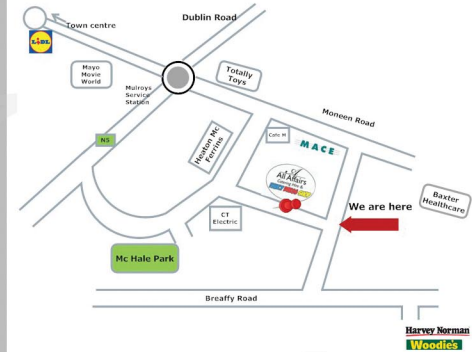 Dublin Road
Town centre
LIDL
Mayo
Movie
World
Mulroys
Service
Station
Totally
Toys
Moneen Road
N5
Heaton Mc
Ferrins
Cafe M
MACE
All Affairs
Baxter
Healthcare
We are here
CT
Electric
Mc Hale Park
Breaffy Road
Harvey Norman
Woodie's